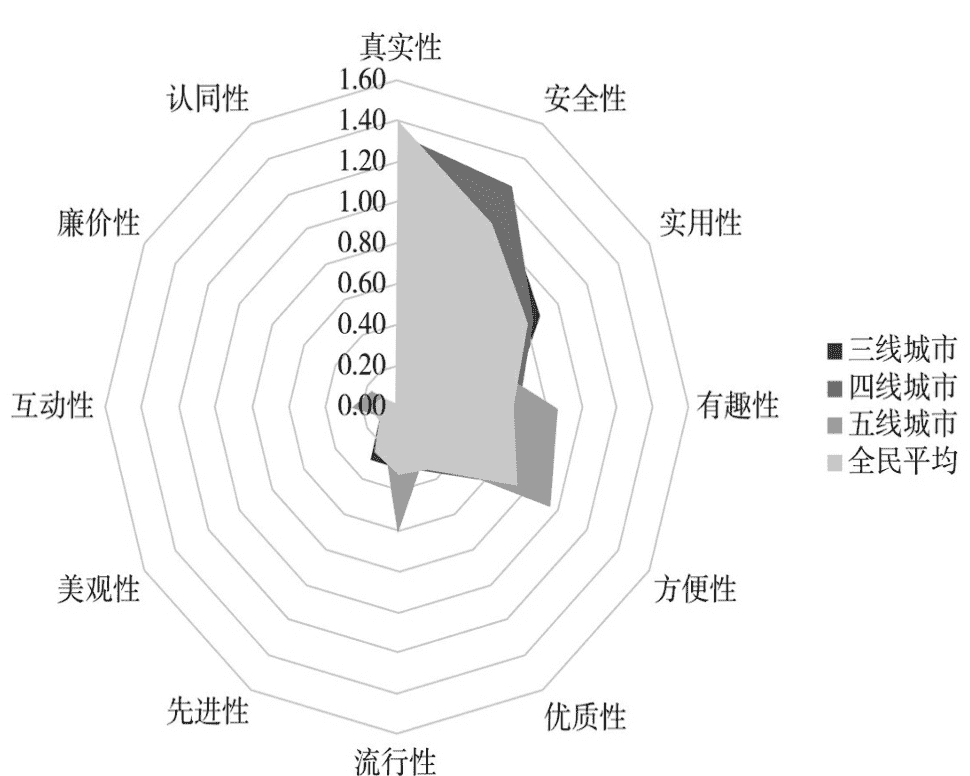 真实性
安全性
实用性
有趣性
方便性
优质性
流行性
先进性
美观性
互动性
廉价性
认同性
1.60
1.40
1.20
1.00
0.80
0.60
0.40
0.20
0.00
三线城市
四线城市
五线城市
全民平均